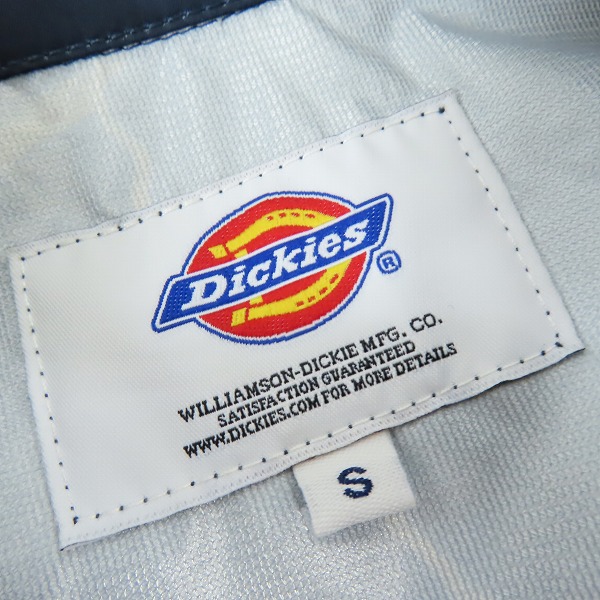 Dickies
®
WILLIAMSON-DICKIE MFG. CO.
SATISFACTION GUARANTEED
WWW.DICKIES.COM FOR MORE DETAILS
S